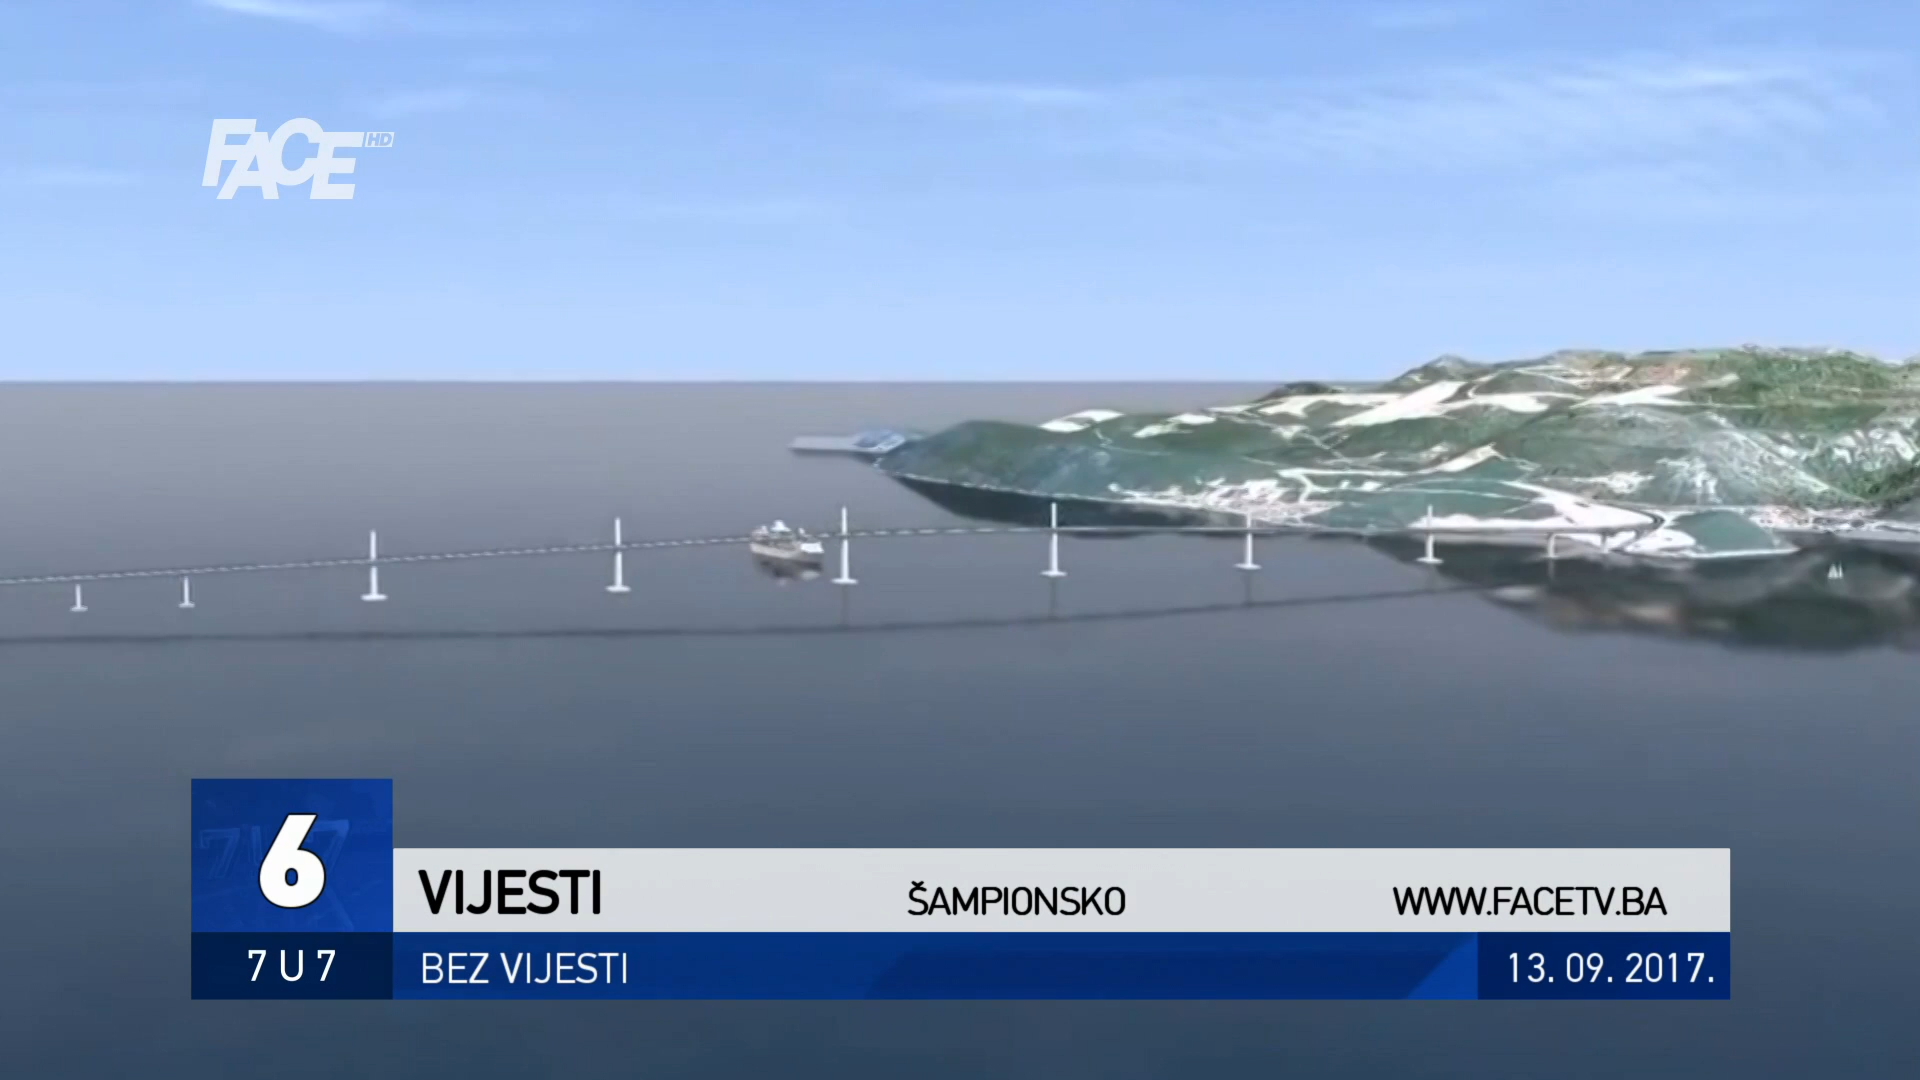 FACE HD
6
VIJESTI ŠAMPIONSKO WWW.FACETV.BA
7 U 7 BEZ VIJESTI 13. 09. 2017.